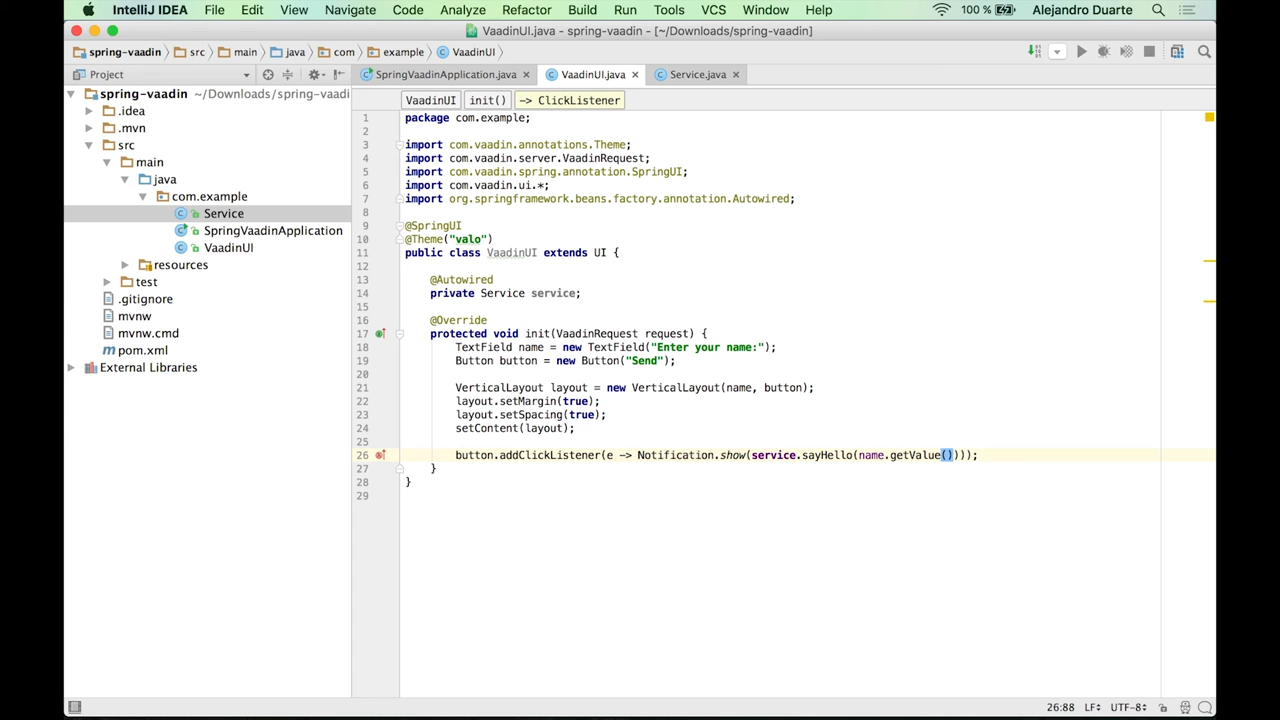 IntelliJ IDEA File Edit View Navigate Code Analyze Refactor Build Run Tools VCS Window Help 100 % Alejandro Duarte
VaadinUI.java - spring-vaadin - [~/Downloads/spring-vaadin]
spring-vaadin src main java com example VaadinUI
Project
SpringVaadinApplication.java VaadinUI.java Service.java
spring-vaadin ~/Downloads/spring-vaadi
.idea
.mvn
src
main
java
com.example
Service
SpringVaadinApplication
VaadinUI
resources
test
.gitignore
mvnw
mvnw.cmd
pom.xml
External Libraries
VaadinUI init() -> ClickListener
1 package com.example;
2
3 import com.vaadin.annotations.Theme;
4 import com.vaadin.server.VaadinRequest;
5 import com.vaadin.spring.annotation.SpringUI;
6 import com.vaadin.ui.*;
7 import org.springframework.beans.factory.annotation.Autowired;
8
9 @SpringUI
10 @Theme("valo")
11 public class VaadinUI extends UI {
12
13 @Autowired
14 private Service service;
15
16 @Override
17 protected void init(VaadinRequest request) {
18 TextField name = new TextField("Enter your name:");
19 Button button = new Button("Send");
20
21 VerticalLayout layout = new VerticalLayout(name, button);
22 layout.setMargin(true);
23 layout.setSpacing(true);
24 setContent(layout);
25
26 button.addClickListener(e -> Notification.show(service.sayHello(name.getValue())));
27 }
28 }
29
26:88 LF÷ UTF-8÷